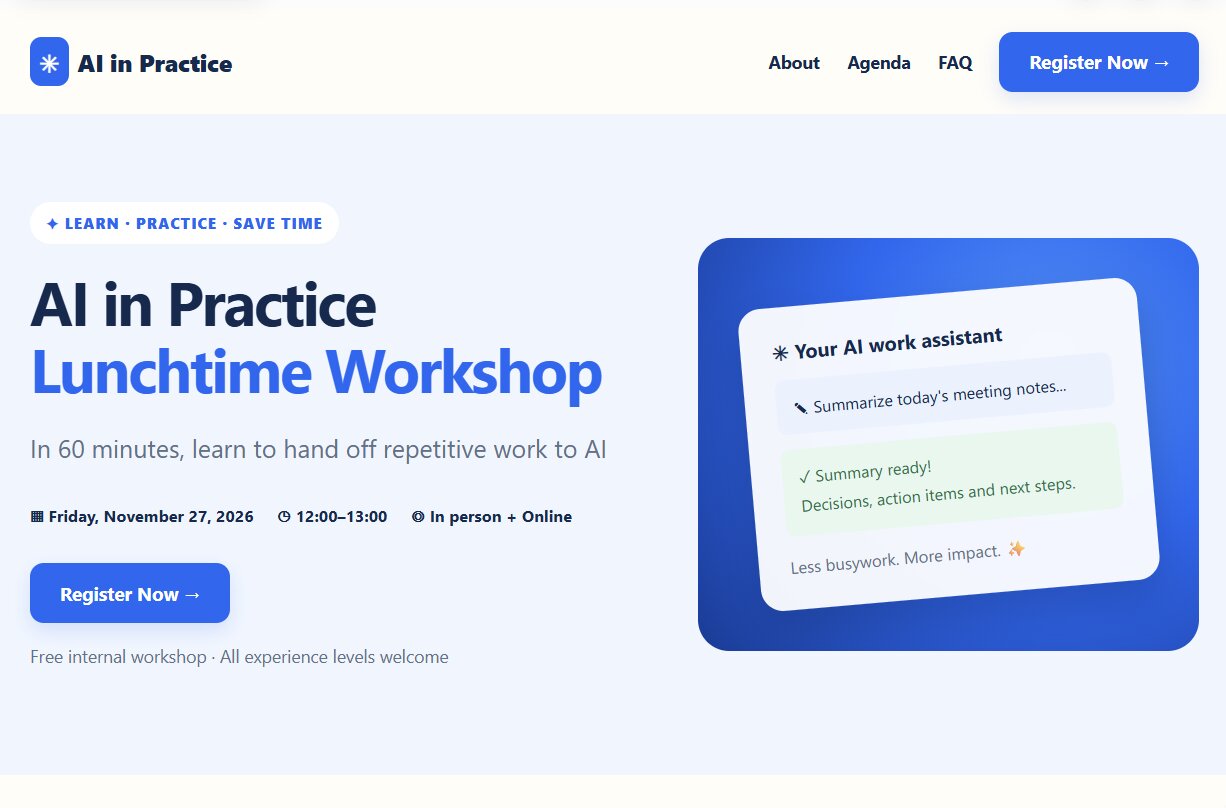 ✳ AI in Practice
About
Agenda
FAQ
Register Now →
✦ LEARN · PRACTICE · SAVE TIME
AI in Practice
Lunchtime Workshop
In 60 minutes, learn to hand off repetitive work to AI
▦ Friday, November 27, 2026 ◷ 12:00–13:00 ◎ In person + Online
Register Now →
Free internal workshop · All experience levels welcome
✳ Your AI work assistant
✎ Summarize today's meeting notes...
✓ Summary ready!
Decisions, action items and next steps.
Less busywork. More impact. ✨